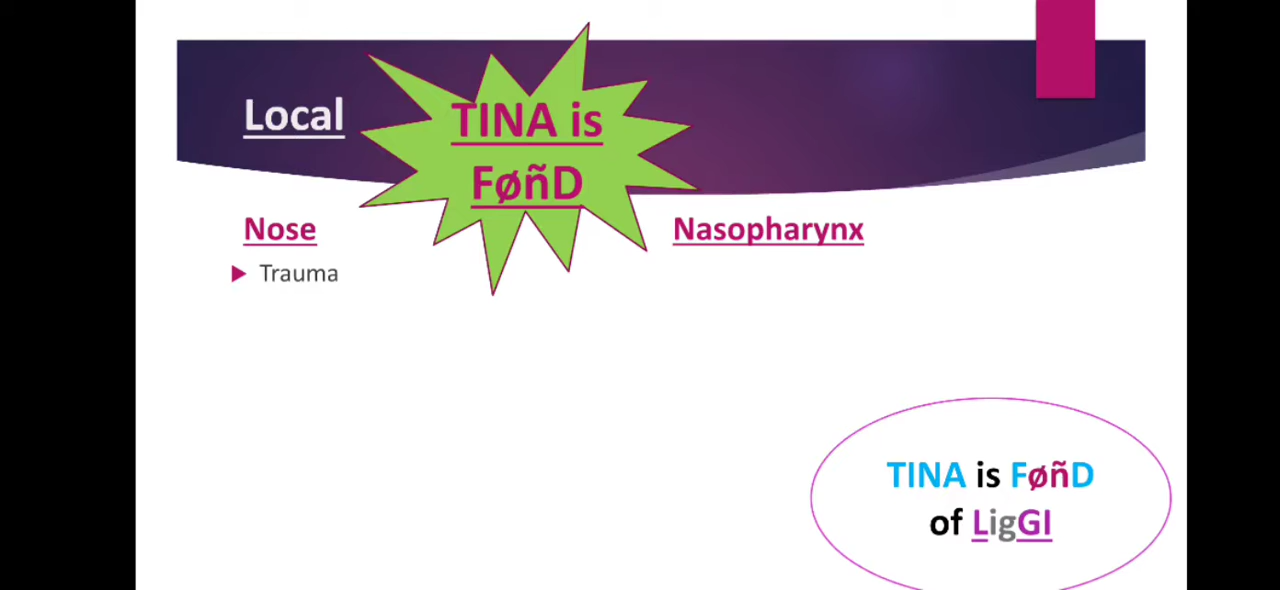 Local
TINA is
FøñD
Nose
Nasopharynx
Trauma
TINA is FøñD
of LigGI